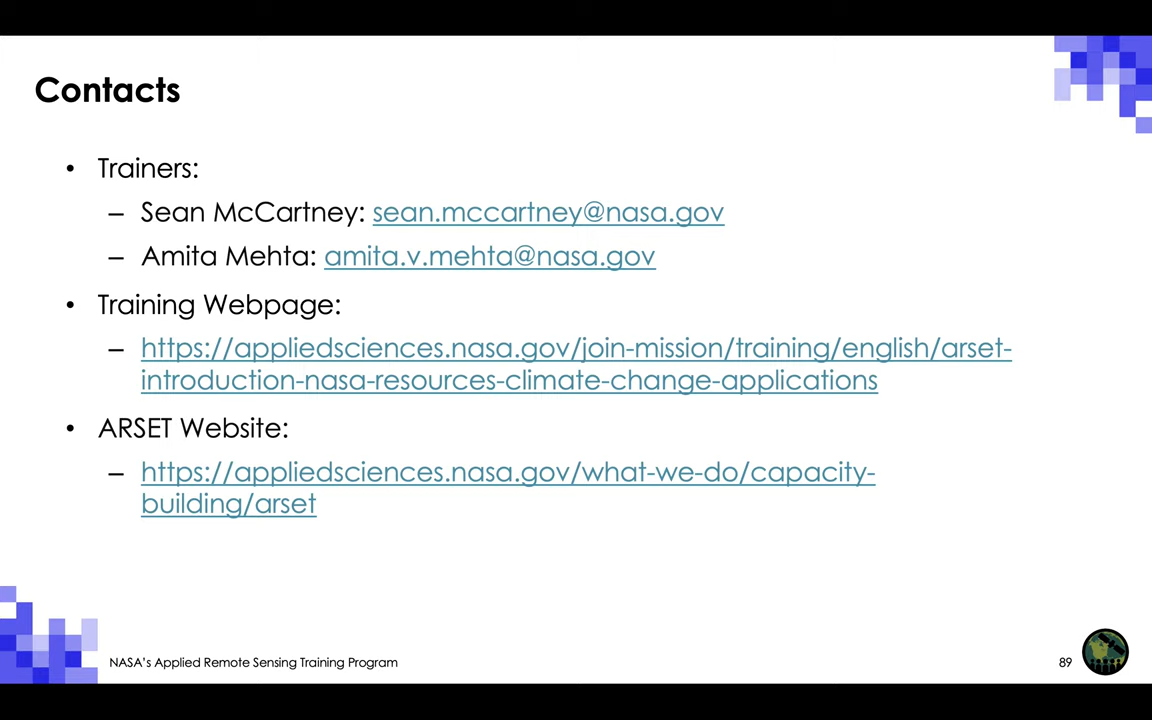 Contacts
• Trainers:
– Sean McCartney: sean.mccartney@nasa.gov
– Amita Mehta: amita.v.mehta@nasa.gov
• Training Webpage:
– https://appliedsciences.nasa.gov/join-mission/training/english/arset-
introduction-nasa-resources-climate-change-applications
• ARSET Website:
– https://appliedsciences.nasa.gov/what-we-do/capacity-
building/arset
NASA's Applied Remote Sensing Training Program
89